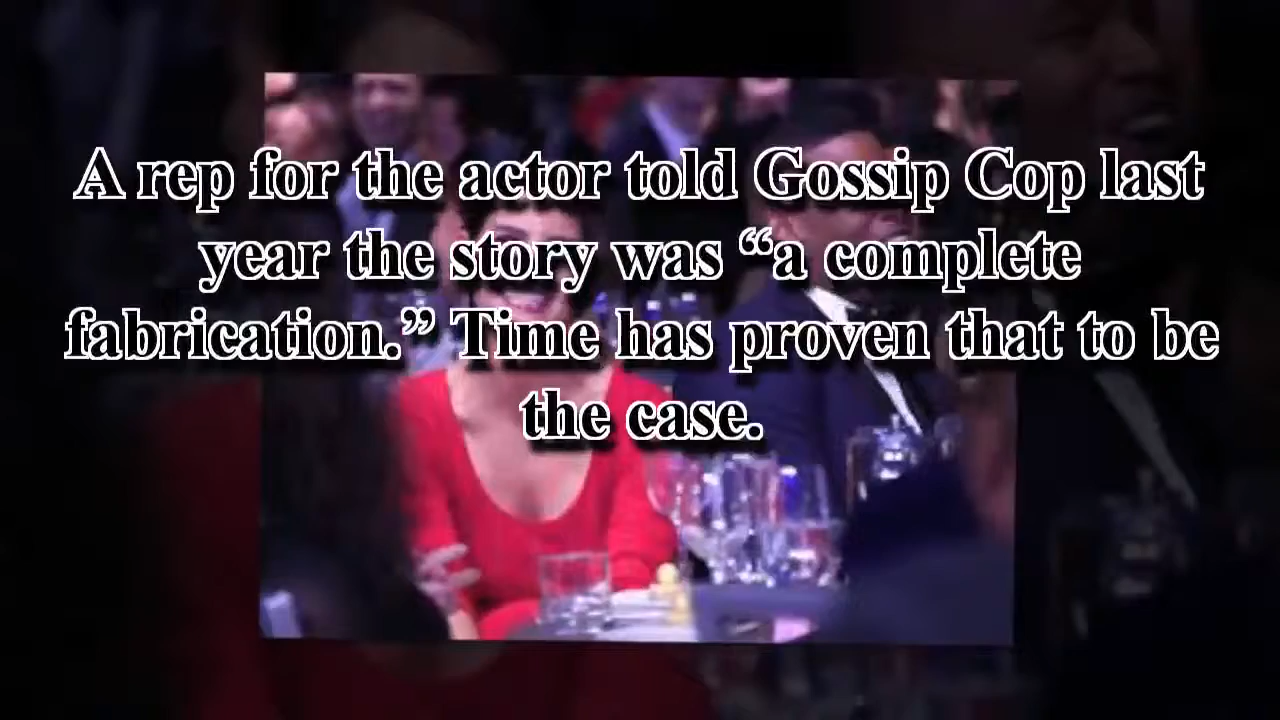 A rep for the actor told Gossip Cop last
year the story was “a complete
fabrication.” Time has proven that to be
the case.